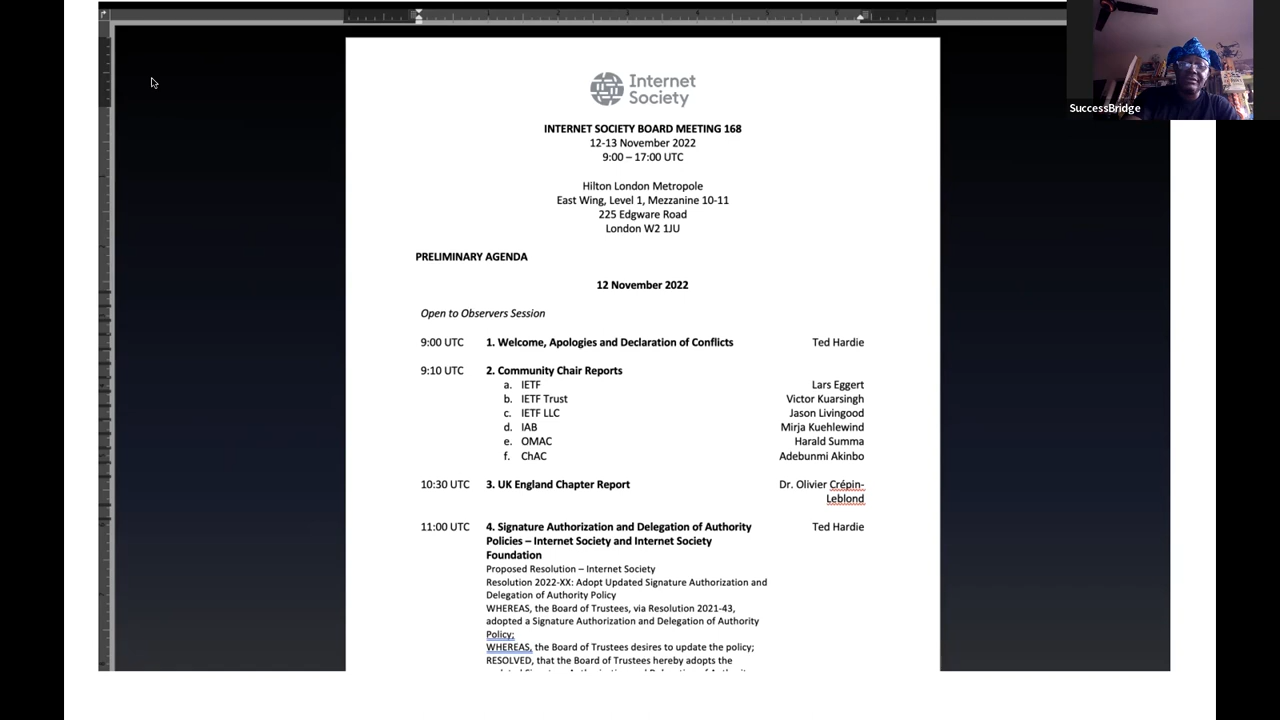 Internet
Society
INTERNET SOCIETY BOARD MEETING 168
12-13 November 2022
9:00 – 17:00 UTC
Hilton London Metropole
East Wing, Level 1, Mezzanine 10-11
225 Edgware Road
London W2 1JU
PRELIMINARY AGENDA
12 November 2022
Open to Observers Session
9:00 UTC 1. Welcome, Apologies and Declaration of Conflicts Ted Hardie
9:10 UTC 2. Community Chair Reports
a. IETF Lars Eggert
b. IETF Trust Victor Kuarsingh
c. IETF LLC Jason Livingood
d. IAB Mirja Kuehlewind
e. OMAC Harald Summa
f. ChAC Adebunmi Akinbo
10:30 UTC 3. UK England Chapter Report Dr. Olivier Crépin-
Leblond
11:00 UTC 4. Signature Authorization and Delegation of Authority Ted Hardie
Policies – Internet Society and Internet Society
Foundation
Proposed Resolution – Internet Society
Resolution 2022-XX: Adopt Updated Signature Authorization and
Delegation of Authority Policy
WHEREAS, the Board of Trustees, via Resolution 2021-43,
adopted a Signature Authorization and Delegation of Authority
Policy;
WHEREAS, the Board of Trustees desires to update the policy;
RESOLVED, that the Board of Trustees hereby adopts the
SuccessBridge